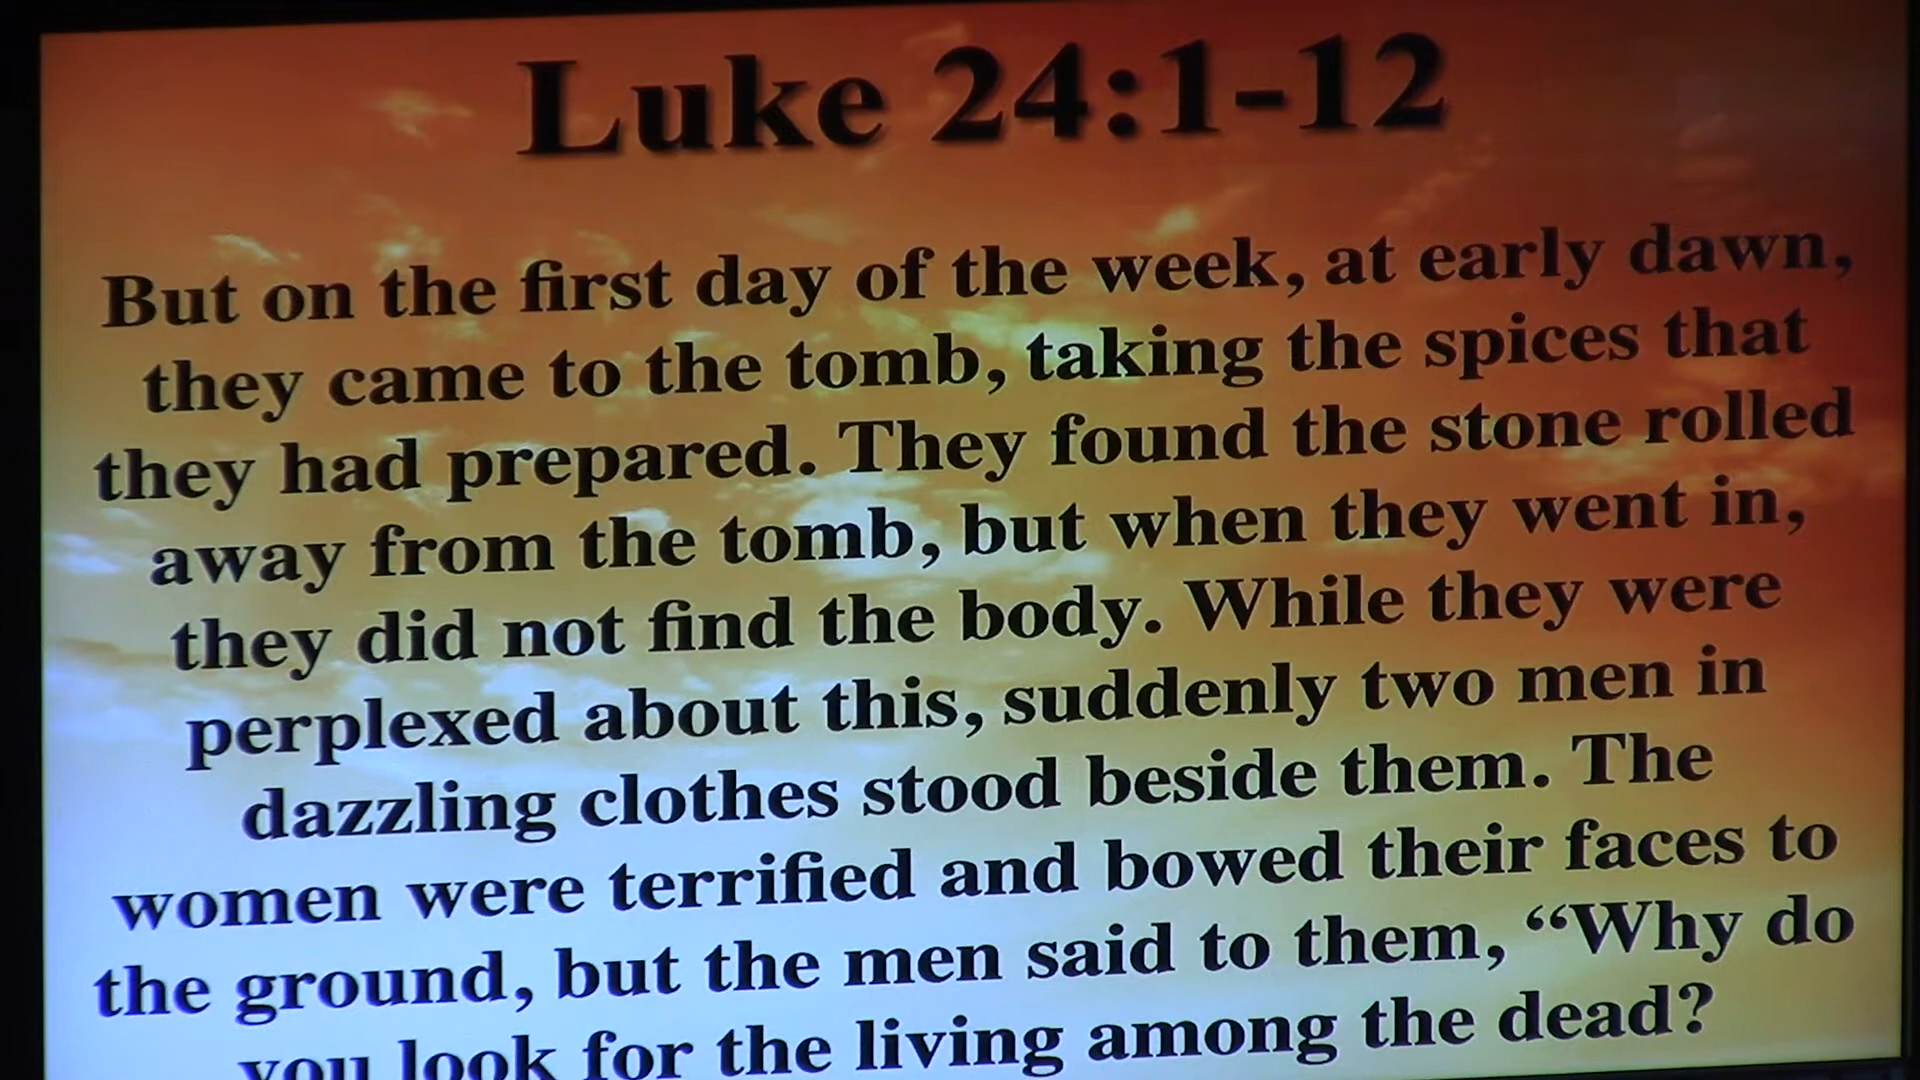 Luke 24:1-12
But on the first day of the week, at early dawn,
they came to the tomb, taking the spices that
they had prepared. They found the stone rolled
away from the tomb, but when they went in,
they did not find the body. While they were
perplexed about this, suddenly two men in
dazzling clothes stood beside them. The
women were terrified and bowed their faces to
the ground, but the men said to them, “Why do
you look for the living among the dead?